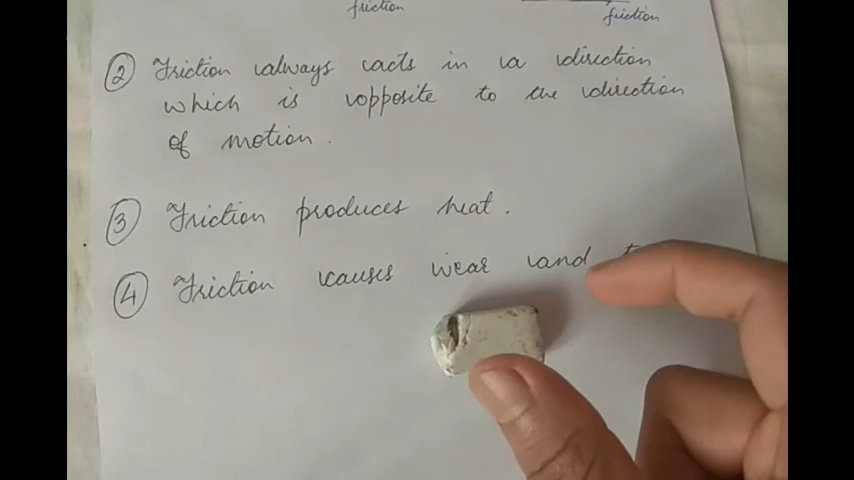 friction friction
② Friction always acts in a direction
which is opposite to the direction
of motion.
③ Friction produces heat.
④ Friction causes wear and